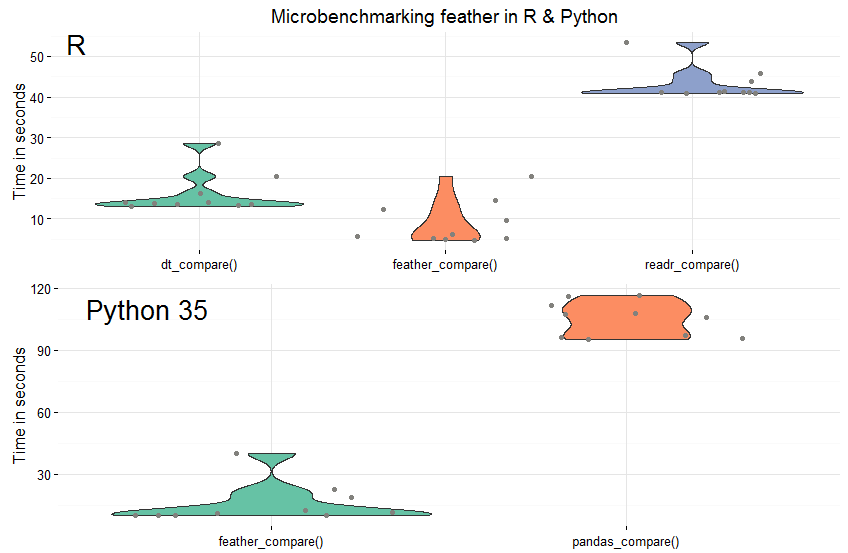 Microbenchmarking feather in R & Python
R
Time in seconds
50
40
30
20
10
dt_compare()
feather_compare()
readr_compare()
Python 35
Time in seconds
120
90
60
30
feather_compare()
pandas_compare()